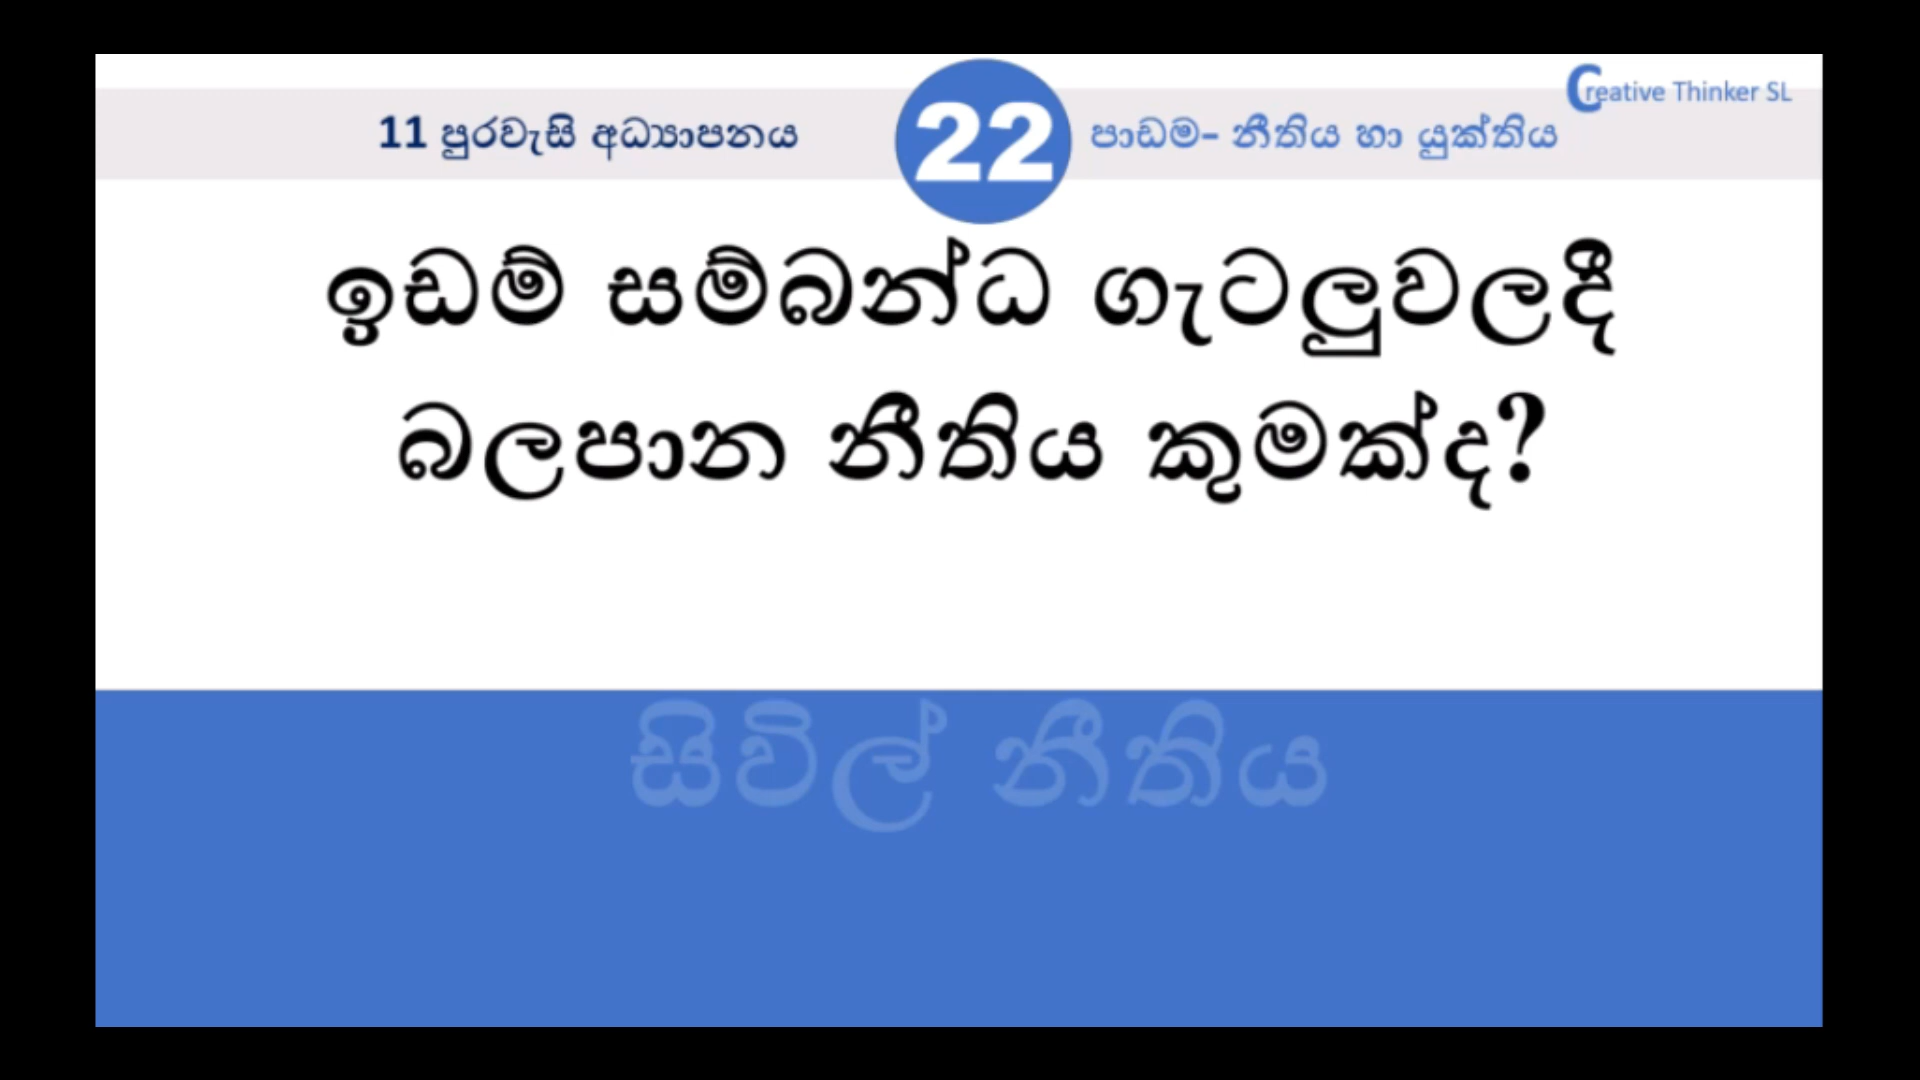 11 පුරවැසි අධ්‍යාපනය
22
පාඩම- නීතිය හා යුක්තිය
Creative Thinker SL
ඉඩම් සම්බන්ධ ගැටලුවලදී
බලපාන නීතිය කුමක්ද?
සිවිල් නීතිය